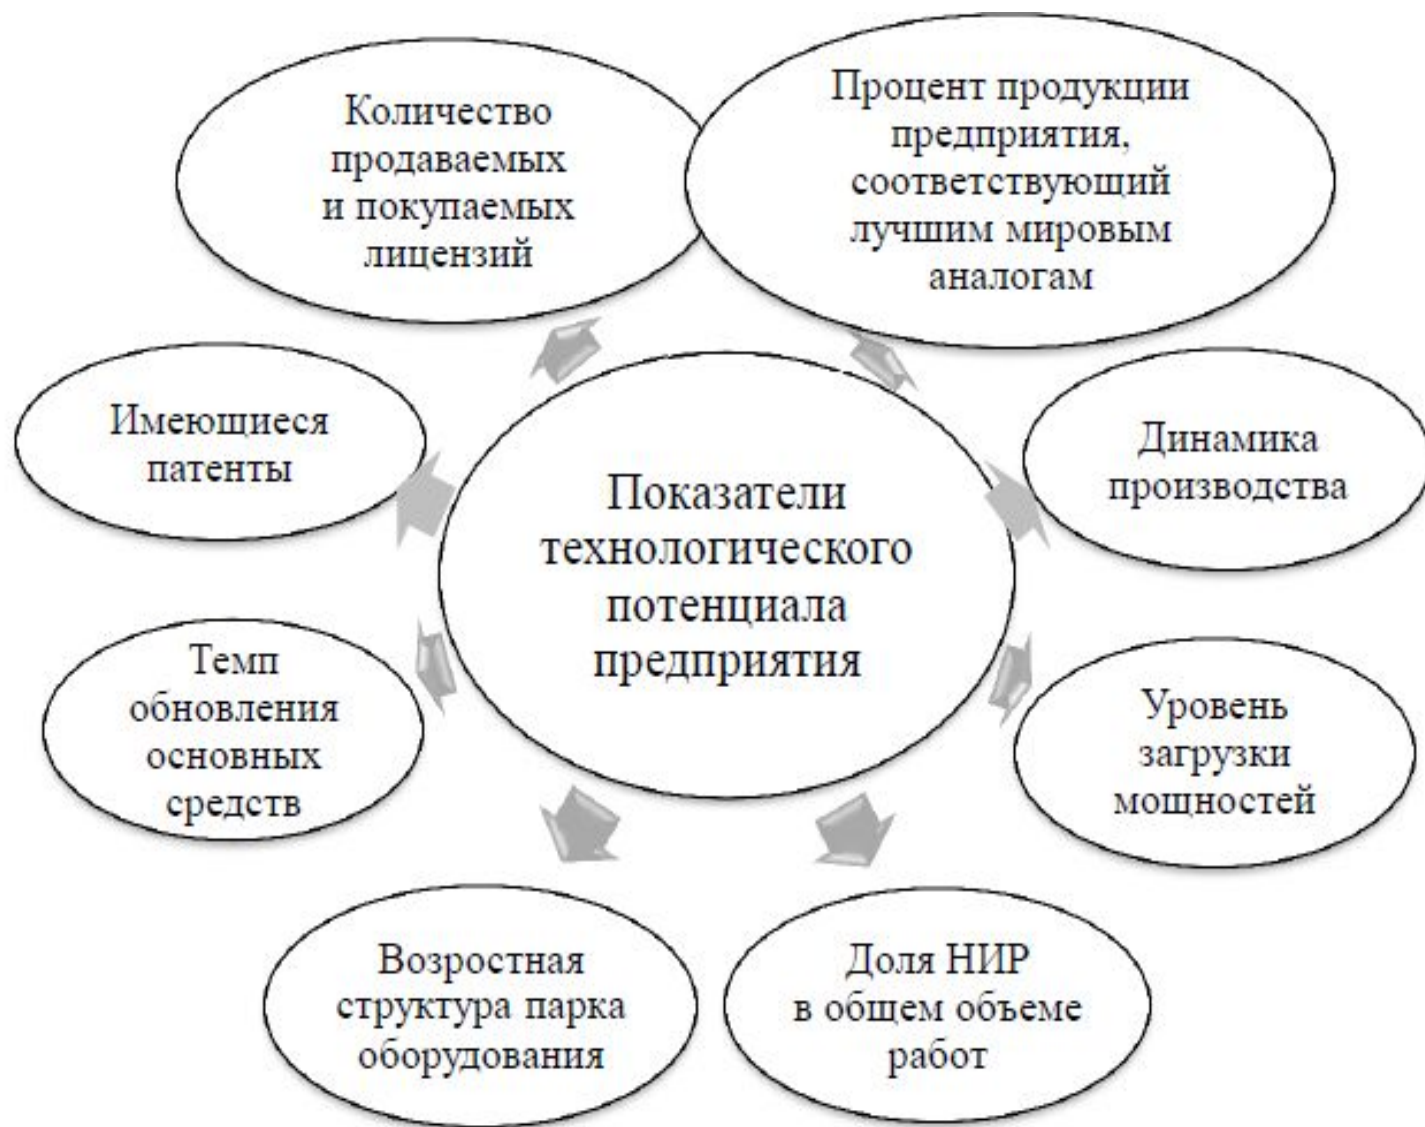 Количество
продаваемых
и покупаемых
лицензий
Процент продукции
предприятия,
соответствующий
лучшим мировым
аналогам
Имеющиеся
патенты
Показатели
технологического
потенциала
предприятия
Динамика
производства
Темп
обновления
основных
средств
Уровень
загрузки
мощностей
Возростная
структура парка
оборудования
Доля НИР
в общем объеме
работ